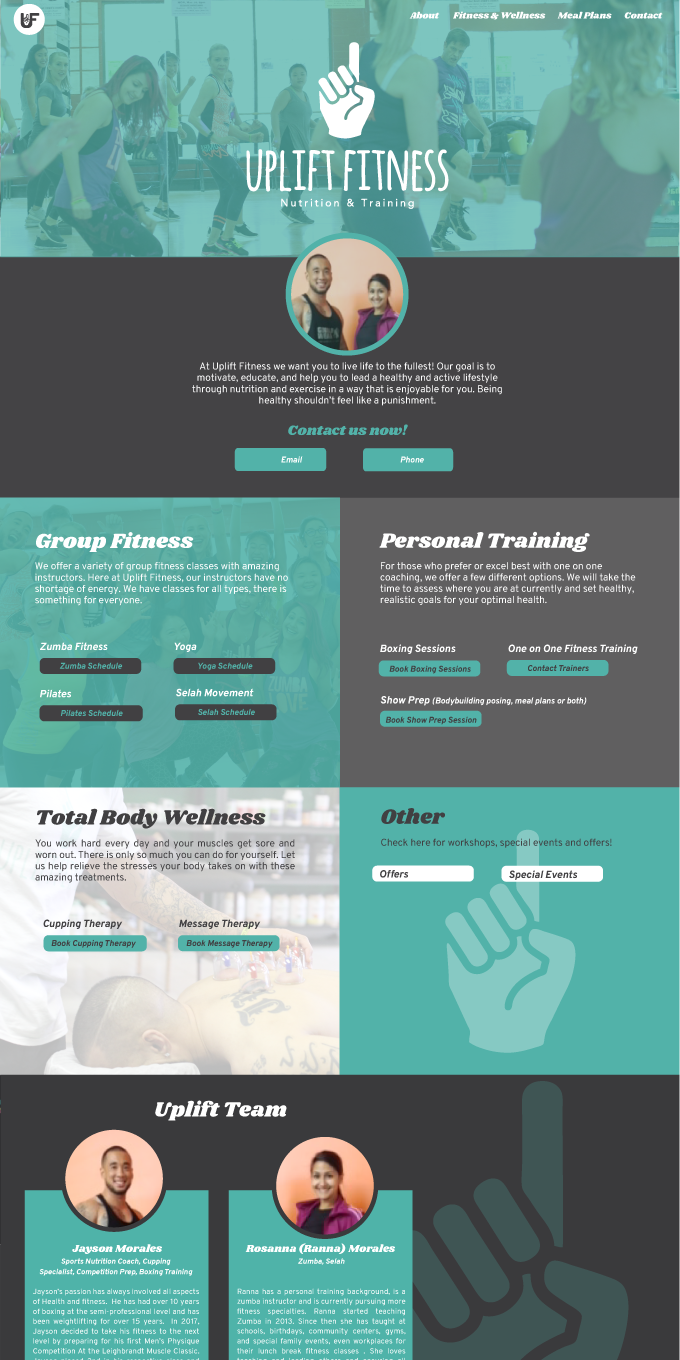 UF
About Fitness & Wellness Meal Plans Contact
UPLIFT FITNESS
Nutrition & Training
At Uplift Fitness we want you to live life to the fullest! Our goal is to
motivate, educate, and help you to lead a healthy and active lifestyle
through nutrition and exercise in a way that is enjoyable for you. Being
healthy shouldn't feel like a punishment.
Contact us now!
Email Phone
Group Fitness
We offer a variety of group fitness classes with amazing
instructors. Here at Uplift Fitness, our instructors have no
shortage of energy. We have classes for all types, there is
something for everyone.
Zumba Fitness Yoga
Zumba Schedule Yoga Schedule
Pilates Selah Movement
Pilates Schedule Selah Schedule
ZUMBA
LOVE
Personal Training
For those who prefer or excel best with one on one
coaching, we offer a few different options. We will take the
time to assess where you are at currently and set healthy,
realistic goals for your optimal health.
Boxing Sessions One on One Fitness Training
Book Boxing Sessions Contact Trainers
Show Prep (Bodybuilding posing, meal plans or both)
Book Show Prep Session
Total Body Wellness
You work hard every day and your muscles get sore and
worn out. There is only so much you can do for yourself. Let
us help relieve the stresses your body takes on with these
amazing treatments.
Cupping Therapy Message Therapy
Book Cupping Therapy Book Message Therapy
Other
Check here for workshops, special events and offers!
Offers Special Events
Uplift Team
Jayson Morales
Sports Nutrition Coach, Cupping
Specialist, Competition Prep, Boxing Training
Jayson's passion has always involved all aspects
of Health and fitness. He has had over 10 years
of boxing at the semi-professional level and has
been weightlifting for over 15 years. In 2017,
Jayson decided to take his fitness to the next
level by preparing for his first Men's Physique
Competition At the Leighbrandt Muscle Classic.
Rosanna (Ranna) Morales
Zumba, Selah
Ranna has a personal training background, is a
zumba instructor and is currently pursuing more
fitness specialties. Ranna started teaching
Zumba in 2013. Since then she has taught at
schools, birthdays, community centers, gyms,
and special family events, even workplaces for
their lunch break fitness classes . She loves